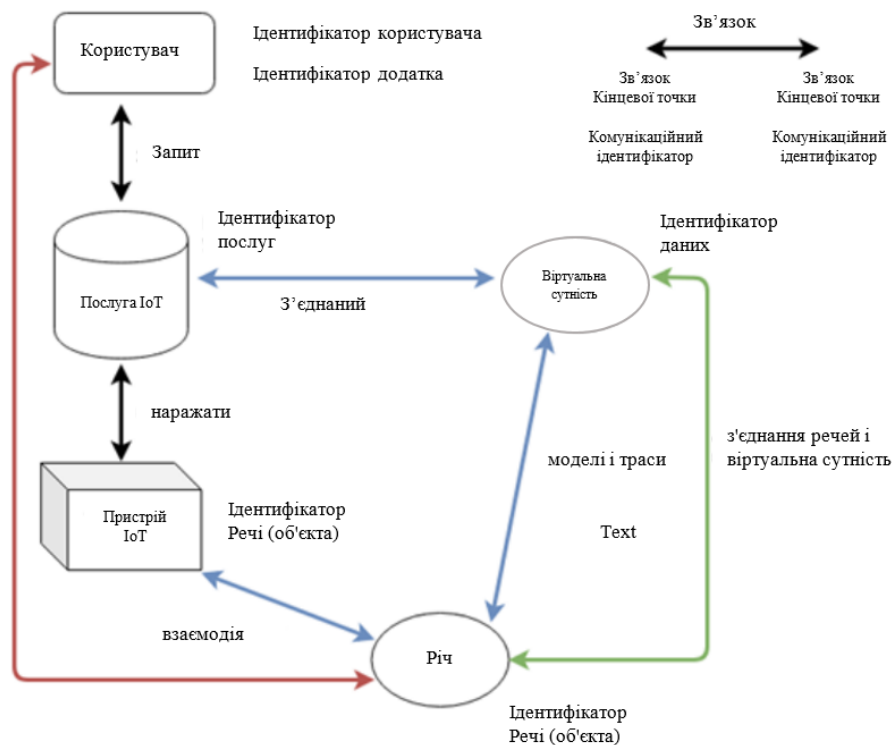 Користувач
Ідентифікатор користувача
Ідентифікатор додатка
Зв’язок
Зв’язок
Кінцевої точки
Комунікаційний
ідентифікатор
Зв’язок
Кінцевої точки
Комунікаційний
ідентифікатор
Запит
Ідентифікатор
послуг
Ідентифікатор
даних
Послуга ІоТ
З’єднаний
Віртуальна
сутність
наражати
моделі і траси
з'єднання речей і
віртуальна сутність
Пристрій
ІоТ
Ідентифікатор
Речі (об'єкта)
Text
взаємодія
Річ
Ідентифікатор
Речі (об'єкта)